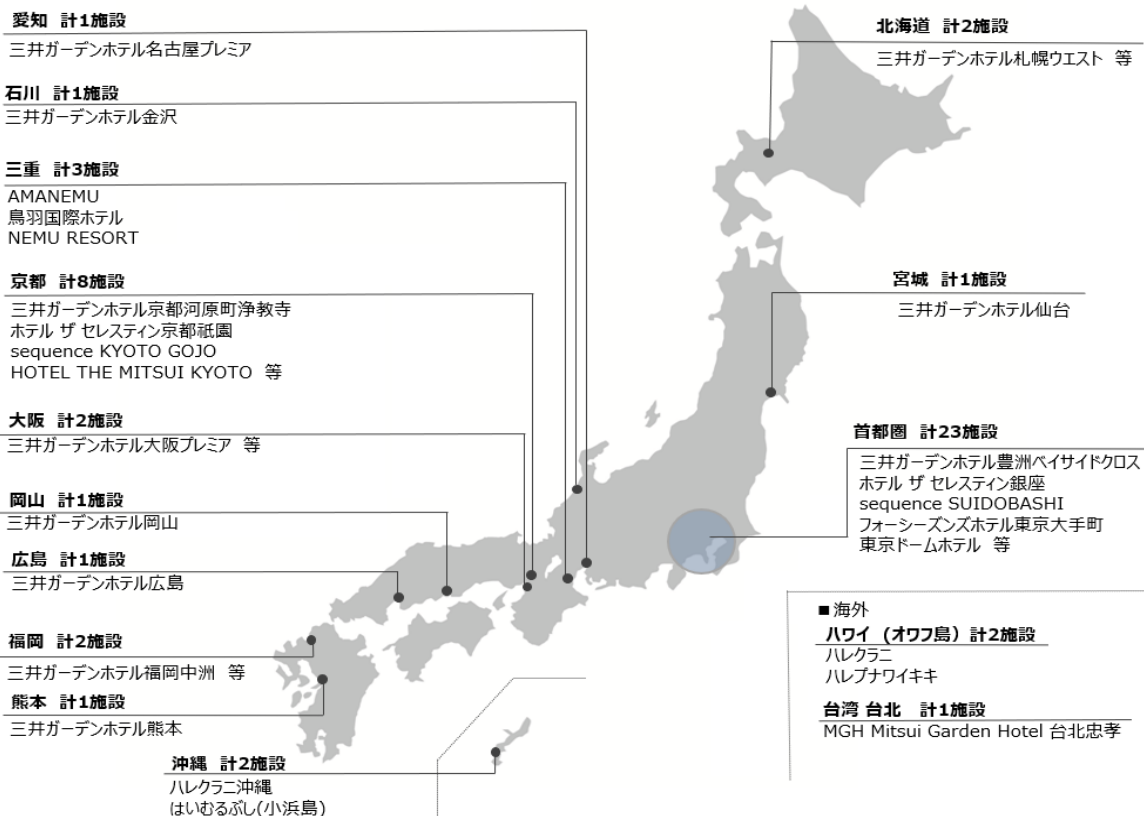 愛知 計1施設
三井ガーデンホテル名古屋プレミア
石川 計1施設
三井ガーデンホテル金沢
三重 計3施設
AMANEMU
鳥羽国際ホテル
NEMU RESORT
京都 計8施設
三井ガーデンホテル京都河原町浄教寺
ホテル ザ セレスティン京都祇園
sequence KYOTO GOJO
HOTEL THE MITSUI KYOTO 等
大阪 計2施設
三井ガーデンホテル大阪プレミア 等
岡山 計1施設
三井ガーデンホテル岡山
広島 計1施設
三井ガーデンホテル広島
福岡 計2施設
三井ガーデンホテル福岡中洲 等
熊本 計1施設
三井ガーデンホテル熊本
沖縄 計2施設
ハレクラニ沖縄
はいむるぶし(小浜島)
北海道 計2施設
三井ガーデンホテル札幌ウエスト 等
宮城 計1施設
三井ガーデンホテル仙台
首都圏 計23施設
三井ガーデンホテル豊洲ベイサイドクロス
ホテル ザ セレスティン銀座
sequence SUIDOBASHI
フォーシーズンズホテル東京大手町
東京ドームホテル 等
■海外
ハワイ (オワフ島) 計2施設
ハレクラニ
ハレプナワイキキ
台湾 台北 計1施設
MGH Mitsui Garden Hotel 台北忠孝